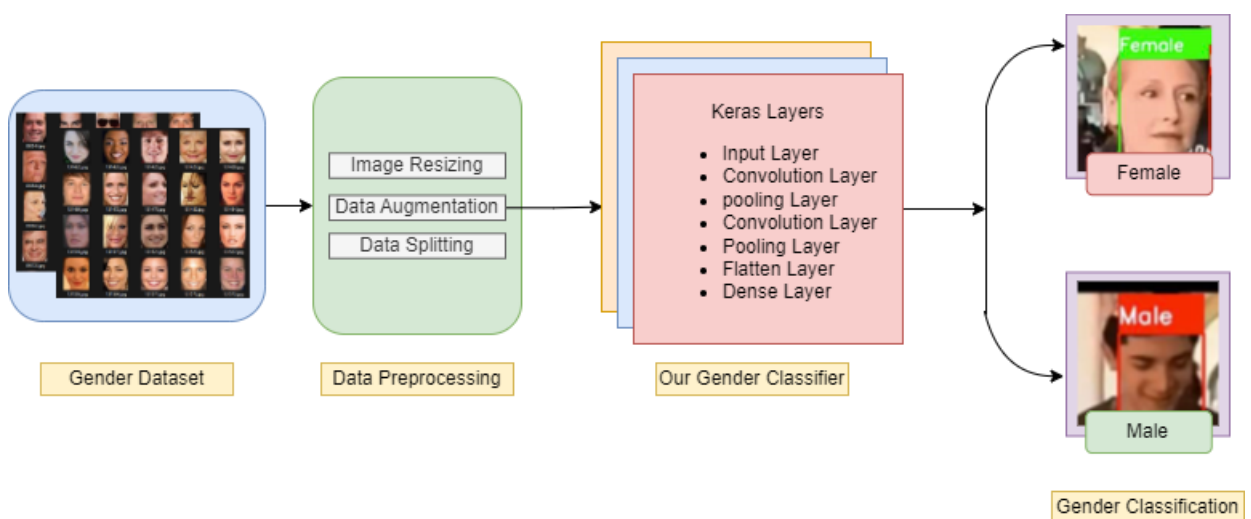 Image Resizing
Data Augmentation
Data Splitting
Keras Layers
Input Layer
Convolution Layer
pooling Layer
Convolution Layer
Pooling Layer
Flatten Layer
Dense Layer
Female
Female
Male
Male
Gender Dataset
Data Preprocessing
Our Gender Classifier
Gender Classification